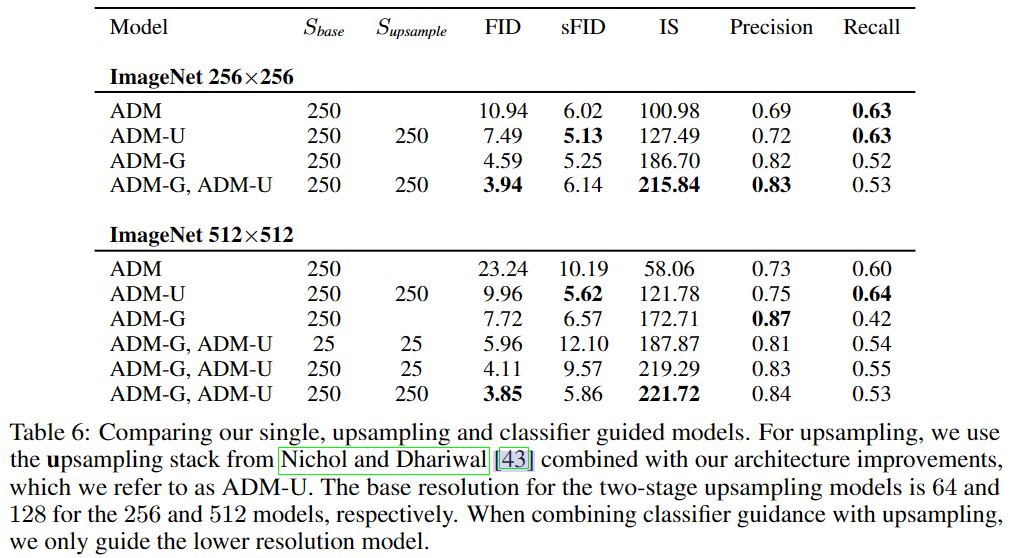 Model S_base S_upsample FID sFID IS Precision Recall
ImageNet 256×256
ADM 250 10.94 6.02 100.98 0.69 0.63
ADM-U 250 250 7.49 5.13 127.49 0.72 0.63
ADM-G 250 4.59 5.25 186.70 0.82 0.52
ADM-G, ADM-U 250 250 3.94 6.14 215.84 0.83 0.53
ImageNet 512×512
ADM 250 23.24 10.19 58.06 0.73 0.60
ADM-U 250 250 9.96 5.62 121.78 0.75 0.64
ADM-G 250 7.72 6.57 172.71 0.87 0.42
ADM-G, ADM-U 25 25 5.96 12.10 187.87 0.81 0.54
ADM-G, ADM-U 250 25 4.11 9.57 219.29 0.83 0.55
ADM-G, ADM-U 250 250 3.85 5.86 221.72 0.84 0.53
Table 6: Comparing our single, upsampling and classifier guided models. For upsampling, we use
the upsampling stack from Nichol and Dhariwal [43] combined with our architecture improvements,
which we refer to as ADM-U. The base resolution for the two-stage upsampling models is 64 and
128 for the 256 and 512 models, respectively. When combining classifier guidance with upsampling,
we only guide the lower resolution model.